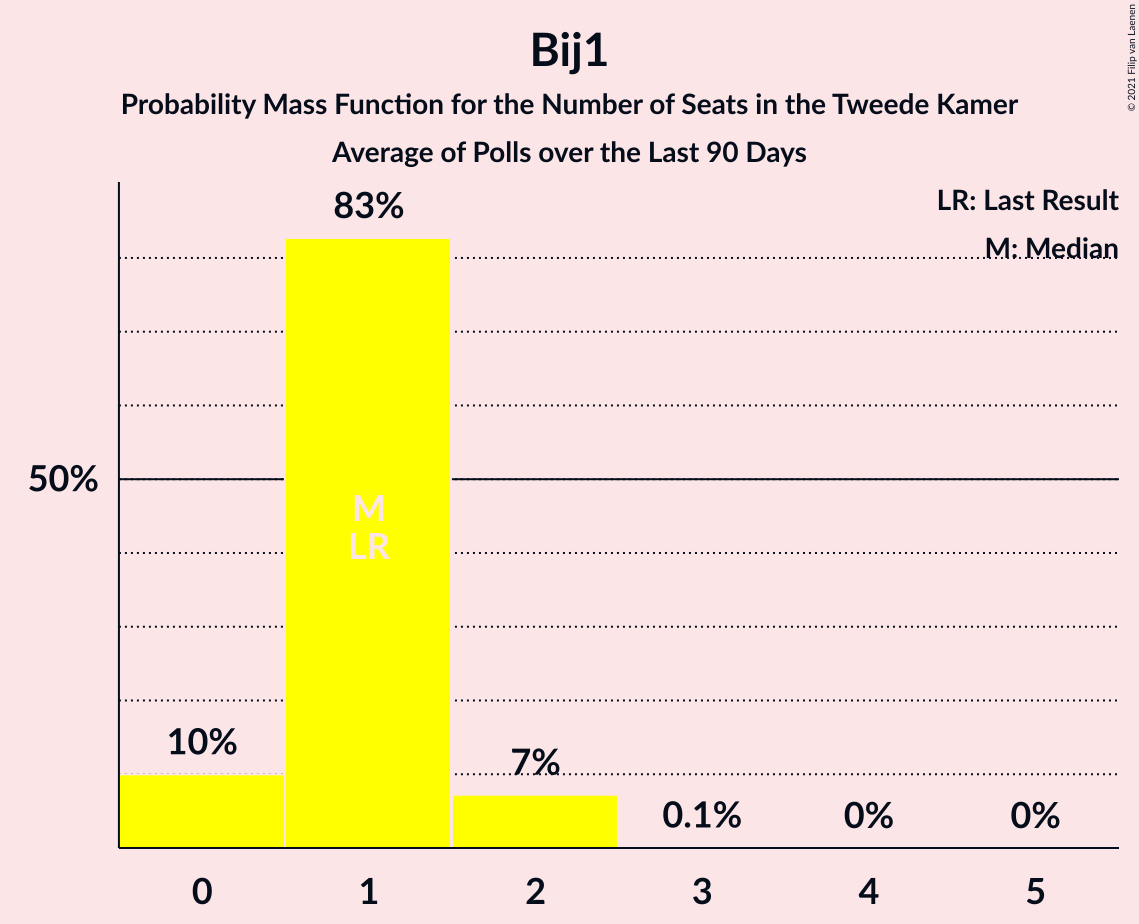 Bij1
Probability Mass Function for the Number of Seats in the Tweede Kamer
Average of Polls over the Last 90 Days
© 2021 Filip van Laenen
LR: Last Result
M: Median
83%
50%
M
LR
10%
7%
0.1%
0%
0%
0 1 2 3 4 5